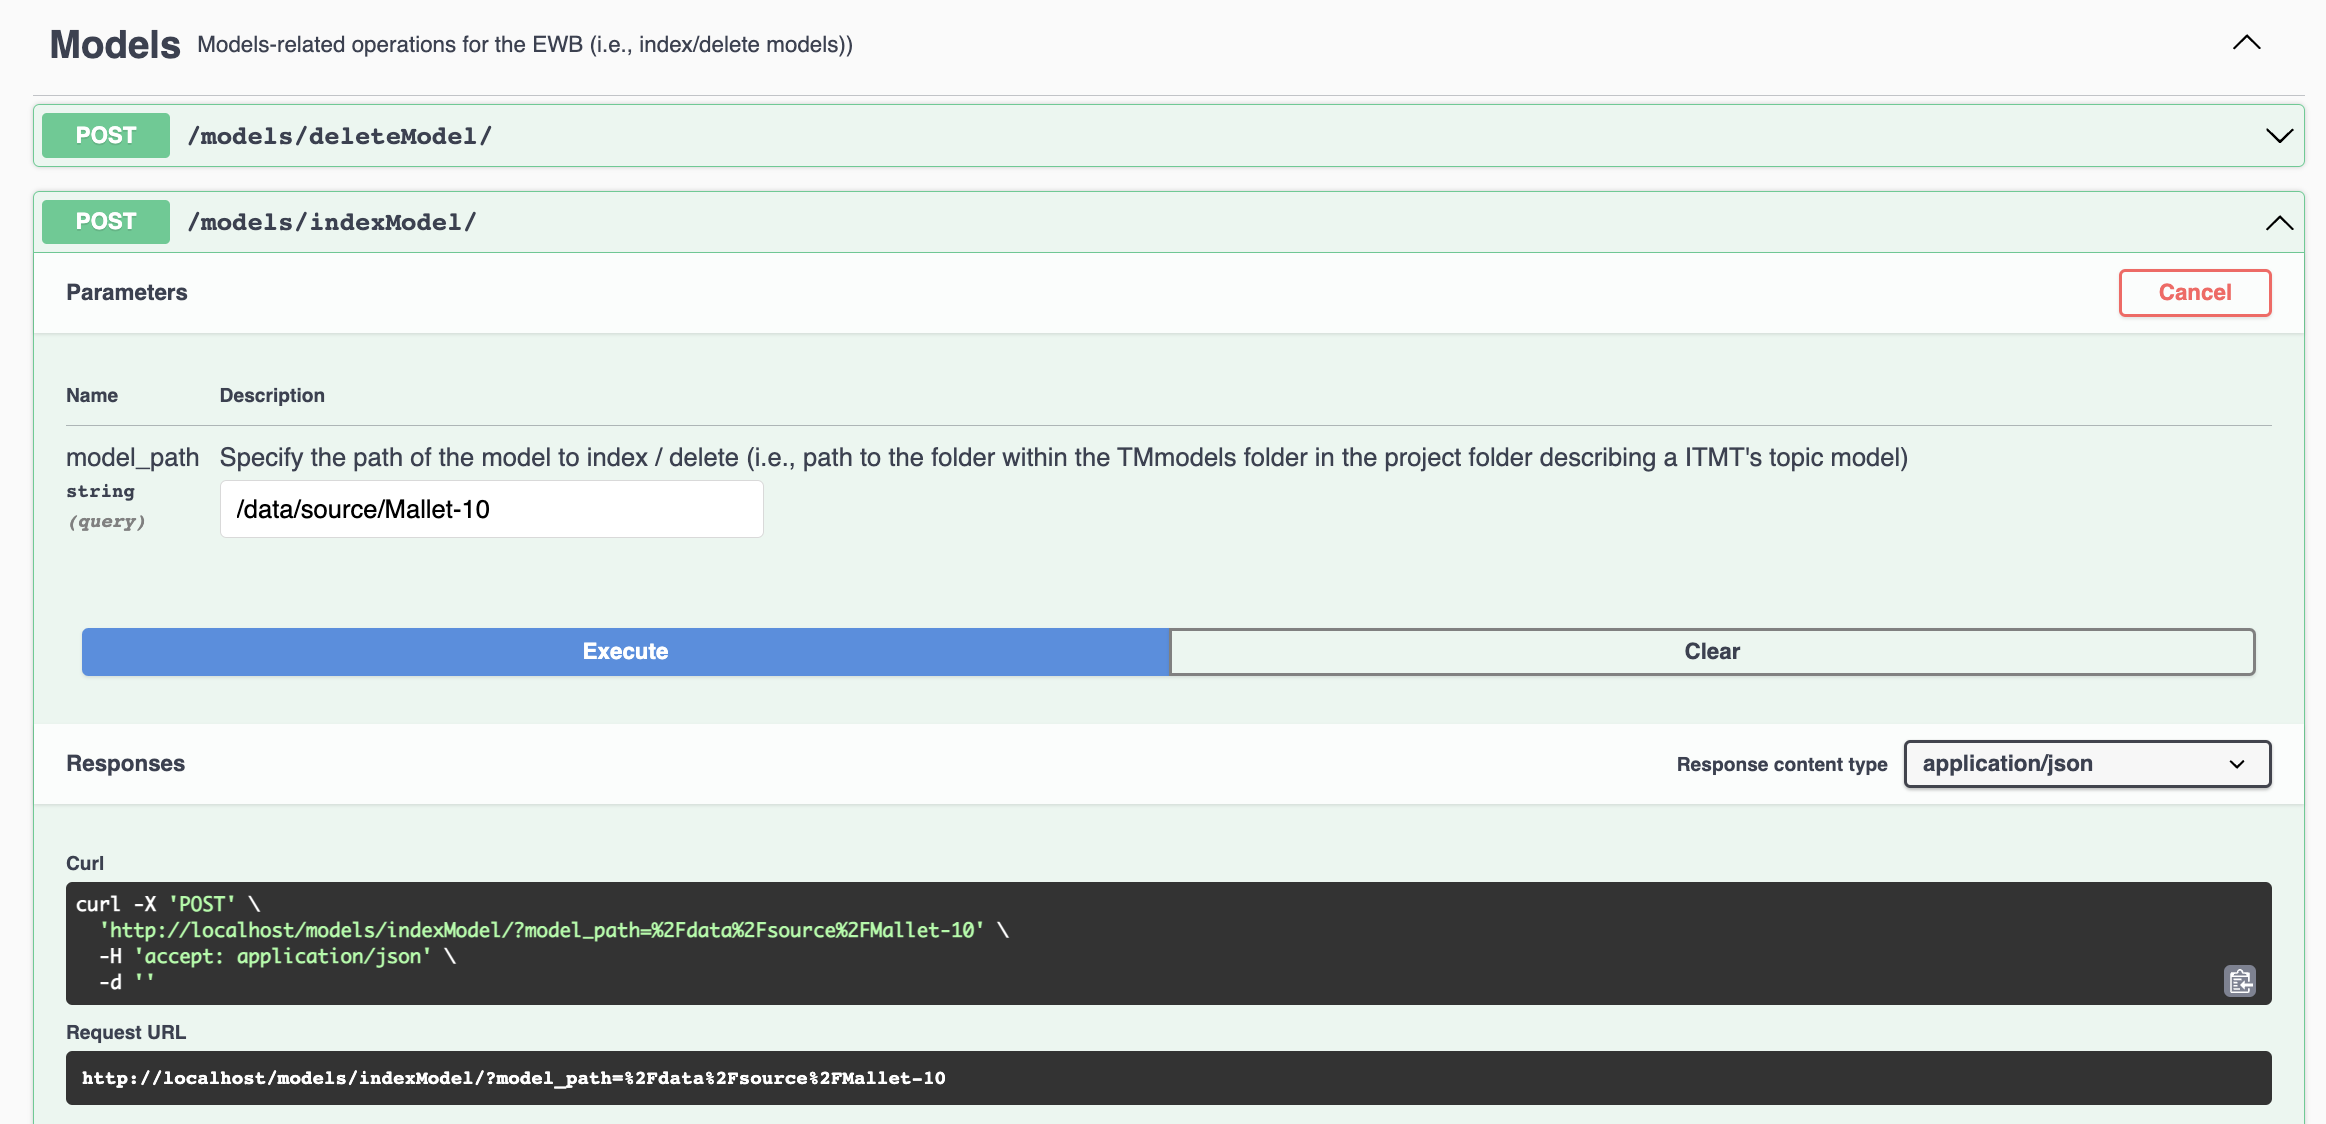 Models Models-related operations for the EWB (i.e., index/delete models))
POST /models/deleteModel/
POST /models/indexModel/
Parameters Cancel
Name Description
model_path Specify the path of the model to index / delete (i.e., path to the folder within the TMmodels folder in the project folder describing a ITMT's topic model)
string
(query)
/data/source/Mallet-10
Execute Clear
Responses Response content type application/json
Curl
curl -X 'POST' \
'http://localhost/models/indexModel/?model_path=%2Fdata%2Fsource%2FMallet-10' \
-H 'accept: application/json' \
-d ''
Request URL
http://localhost/models/indexModel/?model_path=%2Fdata%2Fsource%2FMallet-10